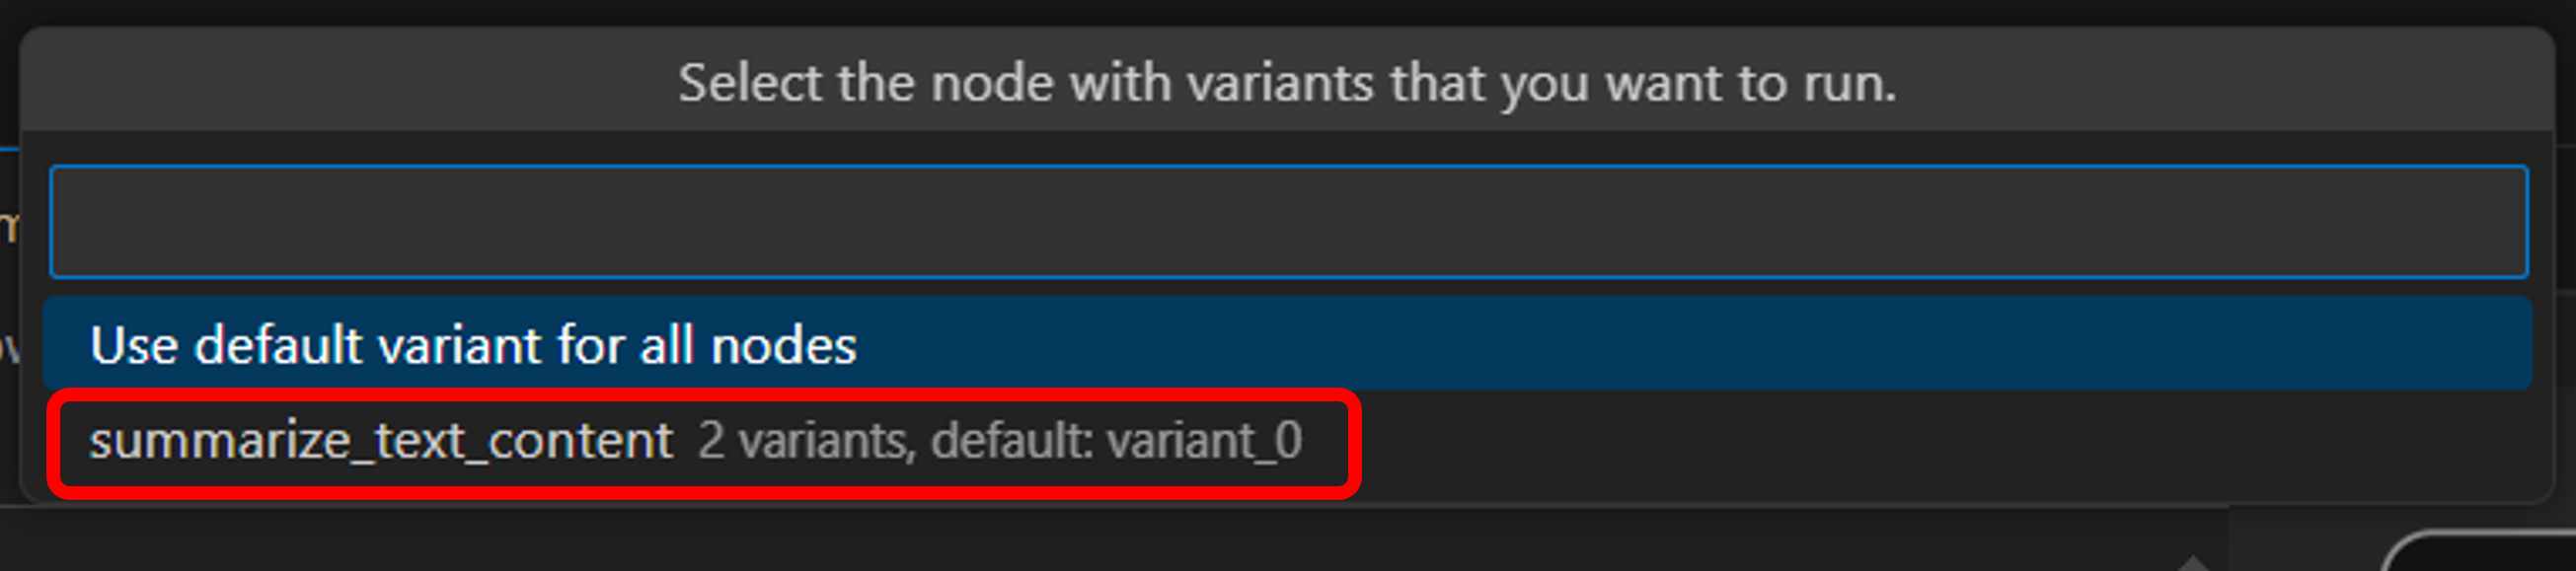 Select the node with variants that you want to run.
Use default variant for all nodes
summarize_text_content 2 variants, default: variant_0